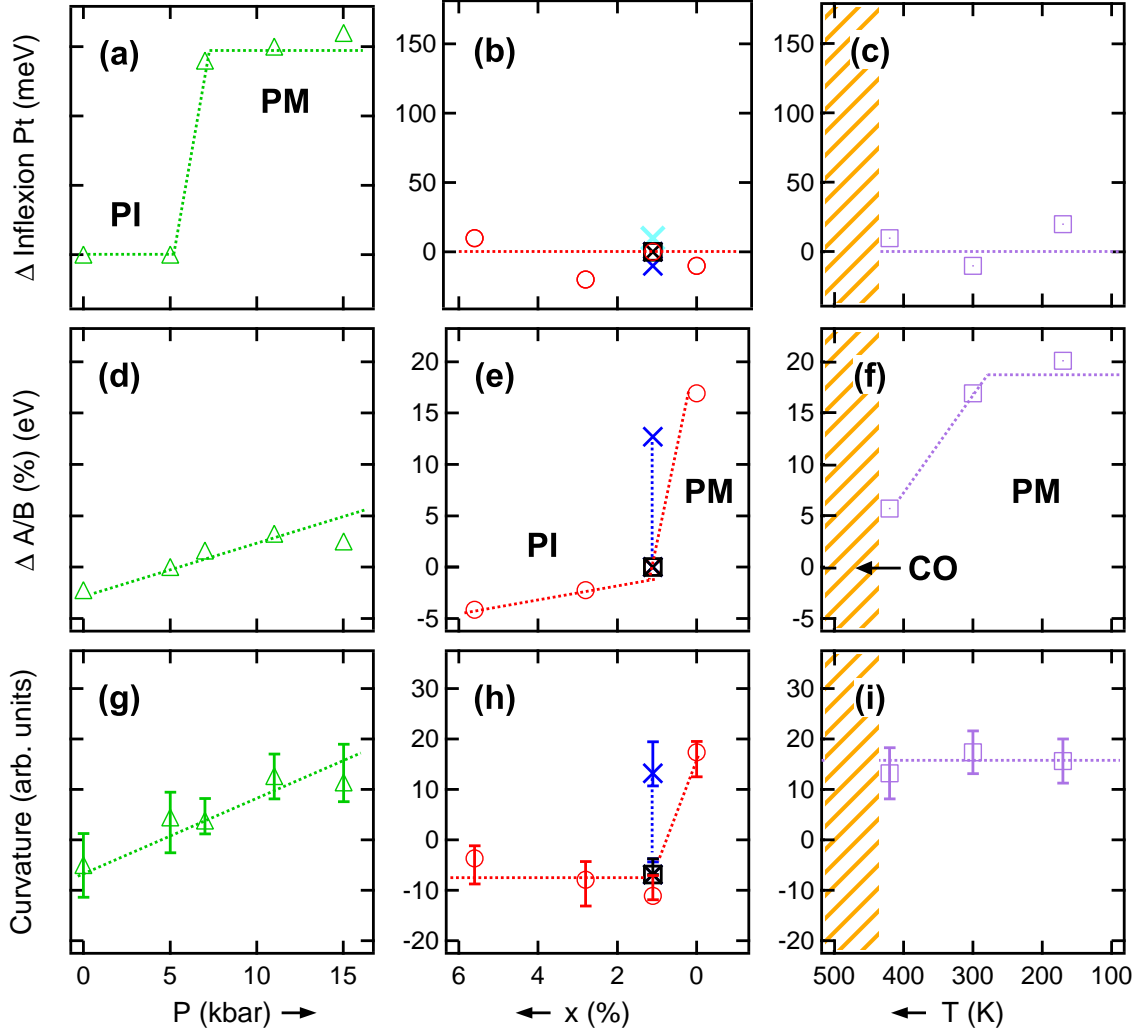 Δ Inflexion Pt (meV)
(a)
PM
PI
150
100
50
0
(b)
150
100
50
0
(c)
Δ A/B (%) (eV)
(d)
20
15
10
5
0
-5
(e)
PM
PI
20
15
10
5
0
-5
(f)
PM
CO
Curvature (arb. units)
(g)
0 5 10 15
P (kbar)
30
20
10
0
-10
-20
(h)
6 4 2 0
x (%)
30
20
10
0
-10
-20
(i)
500 400 300 200 100
T (K)